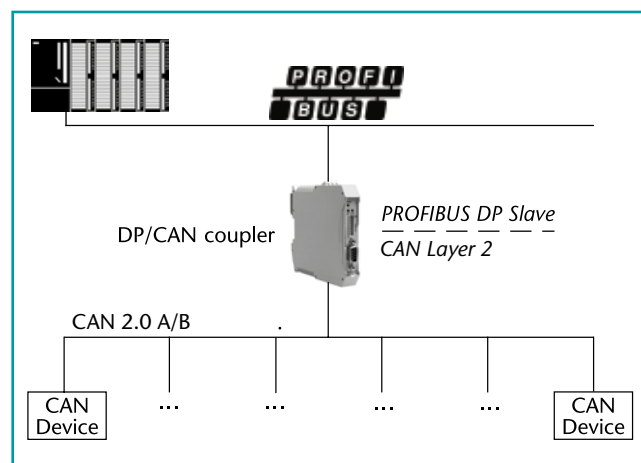 PROFI
BUS
DP/CAN coupler
PROFIBUS DP Slave
CAN Layer 2
CAN 2.0 A/B .
CAN
Device
...
...
...
...
CAN
Device